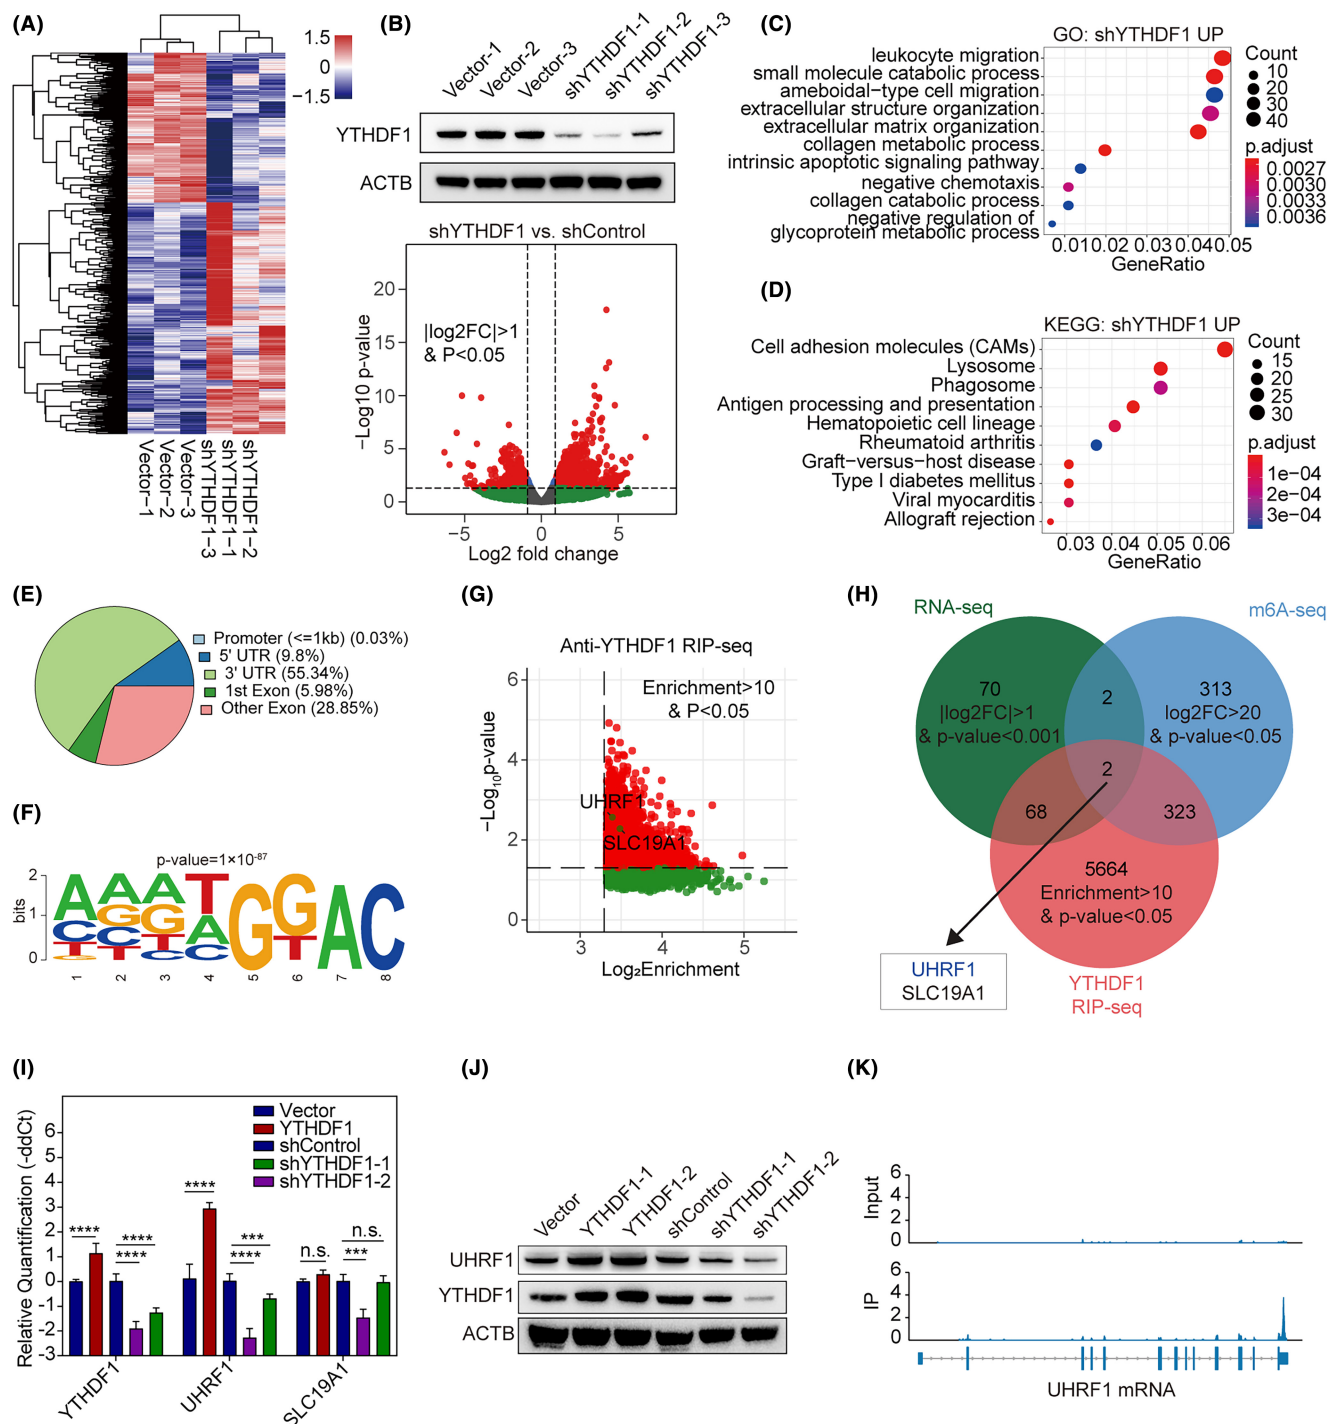 (A)
1.5
0
−1.5
Vector−1
Vector−2
Vector−3
shYTHDF1−3
shYTHDF1−1
shYTHDF1−2
(B)
Vector-1
Vector-2
Vector-3
shYTHDF1-1
shYTHDF1-2
shYTHDF1-3
YTHDF1
ACTB
shYTHDF1 vs. shControl
|log2FC|>1
& P<0.05
−Log10 p-value
20
15
10
5
0
−5
0
5
Log2 fold change
(C)
GO: shYTHDF1 UP
leukocyte migration
small molecule catabolic process
ameboidal-type cell migration
extracellular structure organization
extracellular matrix organization
collagen metabolic process
intrinsic apoptotic signaling pathway
negative chemotaxis
collagen catabolic process
negative regulation of
glycoprotein metabolic process
0.01 0.02 0.03 0.04 0.05
GeneRatio
Count
10
20
30
40
p.adjust
0.0027
0.0030
0.0033
0.0036
(D)
KEGG: shYTHDF1 UP
Cell adhesion molecules (CAMs)
Lysosome
Phagosome
Antigen processing and presentation
Hematopoietic cell lineage
Rheumatoid arthritis
Graft−versus−host disease
Type I diabetes mellitus
Viral myocarditis
Allograft rejection
0.03 0.04 0.05 0.06
GeneRatio
Count
15
20
25
30
p.adjust
1e−04
2e−04
3e−04
(E)
Promoter (<=1kb) (0.03%)
5' UTR (9.8%)
3' UTR (55.34%)
1st Exon (5.98%)
Other Exon (28.85%)
(F)
p-value=1×10⁻⁸⁷
bits
2
1
0
A A A T G G A C
C G G A T
T C T C
G T C
1 2 3 4 5 6 7 8
(G)
Anti-YTHDF1 RIP-seq
Enrichment>10
& P<0.05
UHRF1
SLC19A1
−Log₁₀p-value
6
4
2
0
3 4 5
Log₂Enrichment
(H)
RNA-seq
m6A-seq
70
|log2FC|>1
& p-value<0.001
2
313
log2FC>20
& p-value<0.05
2
68
323
5664
Enrichment>10
& p-value<0.05
UHRF1
SLC19A1
YTHDF1
RIP-seq
(I)
Relative Quantification (-ddCt)
6
5
4
3
2
1
0
-1
-2
-3
Vector
YTHDF1
shControl
shYTHDF1-1
shYTHDF1-2
****
****
****
****
***
****
n.s.
n.s.
***
YTHDF1
UHRF1
SLC19A1
(J)
Vector
YTHDF1-1
YTHDF1-2
shControl
shYTHDF1-1
shYTHDF1-2
UHRF1
YTHDF1
ACTB
(K)
Input
6
4
2
0
IP
6
4
2
0
UHRF1 mRNA